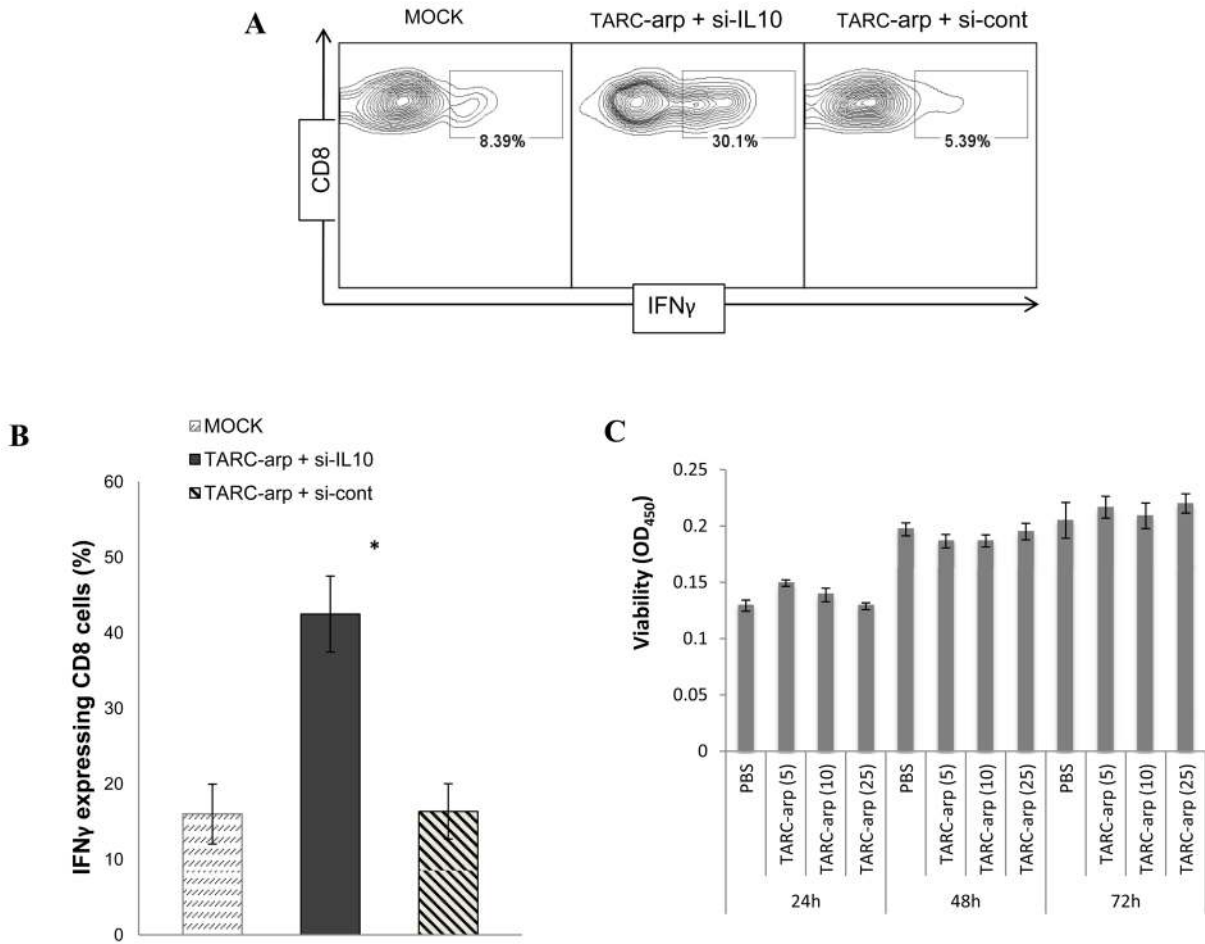 A
MOCK
TARC-arp + si-IL10
TARC-arp + si-cont
CD8
8.39%
30.1%
5.39%
IFNγ
B
MOCK
TARC-arp + si-IL10
TARC-arp + si-cont
IFNγ expressing CD8 cells (%)
60
50
40
30
20
10
0
*
C
Viability (OD450)
0.25
0.2
0.15
0.1
0.05
0
PBS
TARC-arp (5)
TARC-arp (10)
TARC-arp (25)
PBS
TARC-arp (5)
TARC-arp (10)
TARC-arp (25)
PBS
TARC-arp (5)
TARC-arp (10)
TARC-arp (25)
24h
48h
72h